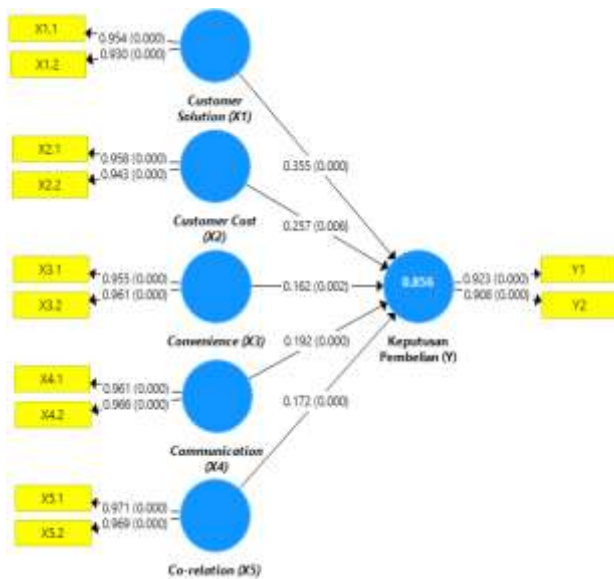 X1.1
0.954 (0.000)
X1.2
0.930 (0.000)
Customer
Solution (X1)
0.355 (0.000)
X2.1
0.958 (0.000)
X2.2
0.943 (0.000)
Customer Cost
(X2)
0.257 (0.006)
X3.1
0.955 (0.000)
X3.2
0.961 (0.000)
Convenience (X3)
0.162 (0.002)
0.856
0.923 (0.000)
Y1
0.908 (0.000)
Y2
Keputusan
Pembelian (Y)
0.192 (0.000)
X4.1
0.961 (0.000)
X4.2
0.966 (0.000)
Communication
(X4)
0.172 (0.000)
X5.1
0.971 (0.000)
X5.2
0.969 (0.000)
Co-relation (X5)